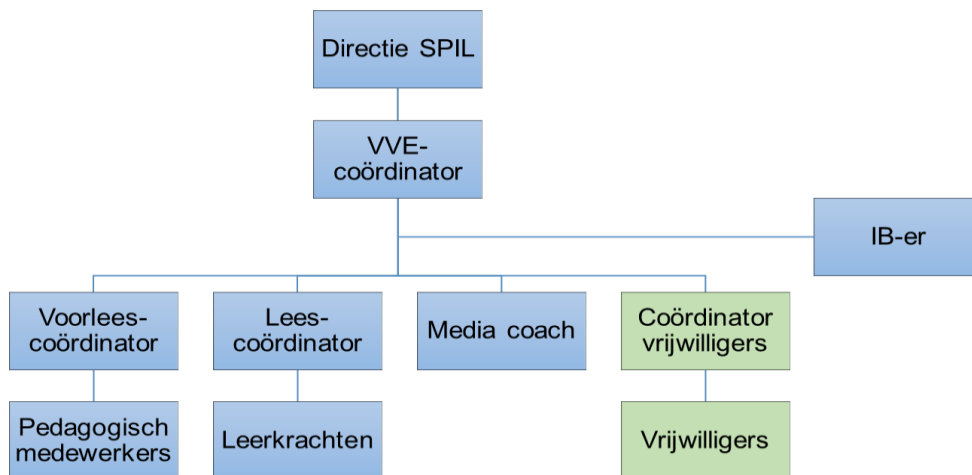 Directie SPIL
VVE-
coördinator
IB-er
Voorlees-
coördinator
Lees-
coördinator
Media coach
Coördinator
vrijwilligers
Pedagogisch
medewerkers
Leerkrachten
Vrijwilligers